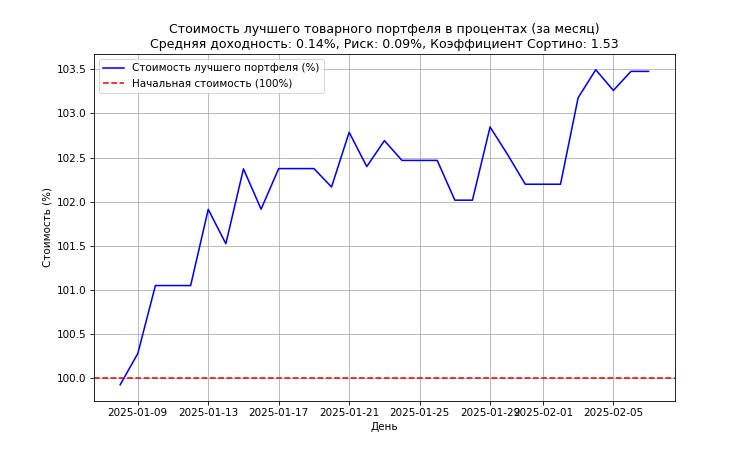 Стоимость лучшего товарного портфеля в процентах (за месяц)
Средняя доходность: 0.14%, Риск: 0.09%, Коэффициент Сортино: 1.53
Стоимость лучшего портфеля (%)
Начальная стоимость (100%)
103.5
103.0
102.5
102.0
101.5
101.0
100.5
100.0
Стоимость (%)
2025-01-09 2025-01-13 2025-01-17 2025-01-21 2025-01-25 2025-01-29 2025-02-01 2025-02-05
День